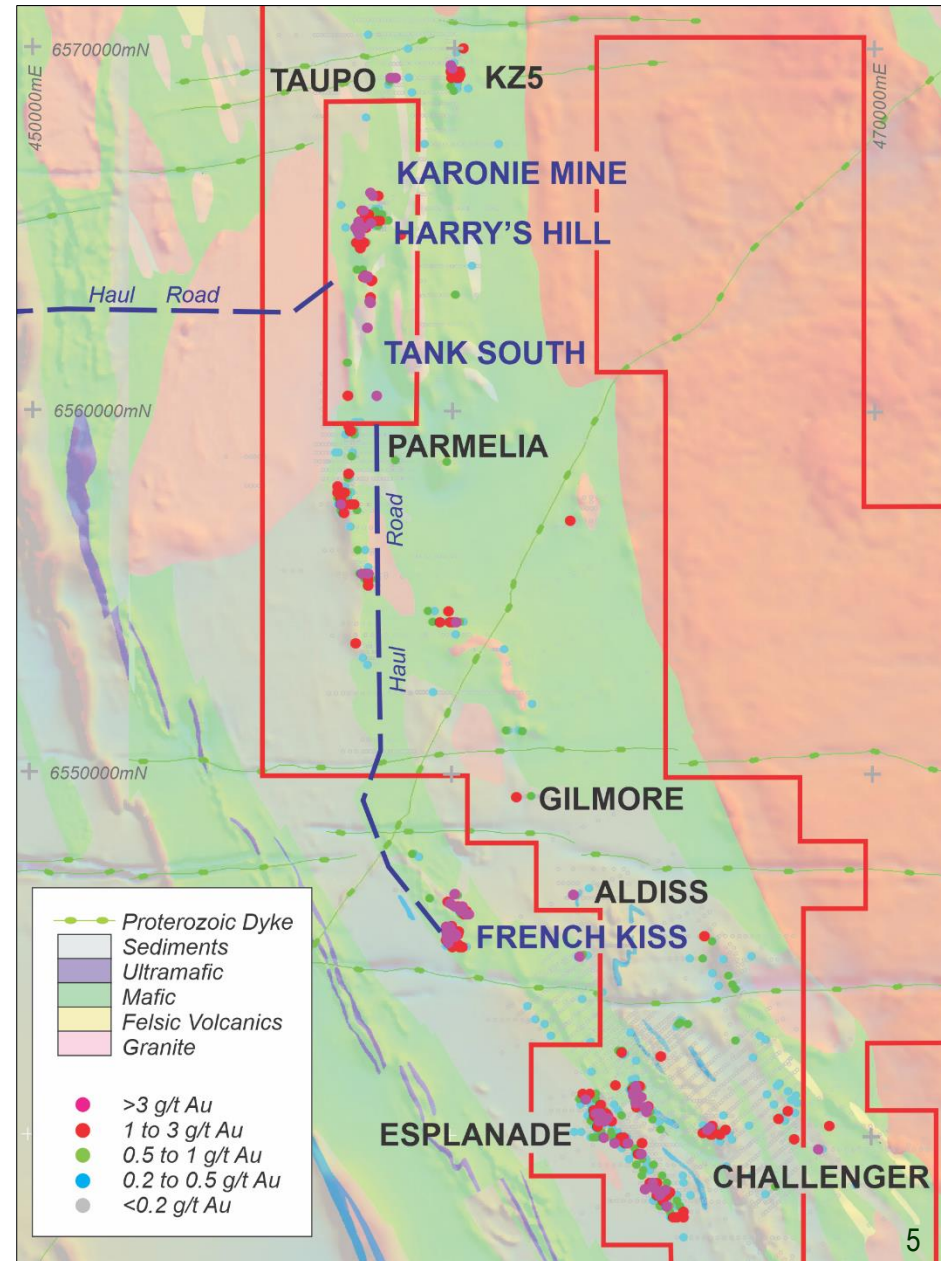 6570000mN
450000mE
470000mE
TAUPO
KZ5
KARONIE MINE
HARRY'S HILL
Haul Road
TANK SOUTH
6560000mN
PARMELIA
Road
Haul
6550000mN
GILMORE
ALDISS
FRENCH KISS
Proterozoic Dyke
Sediments
Ultramafic
Mafic
Felsic Volcanics
Granite
>3 g/t Au
1 to 3 g/t Au
0.5 to 1 g/t Au
0.2 to 0.5 g/t Au
<0.2 g/t Au
ESPLANADE
CHALLENGER
5